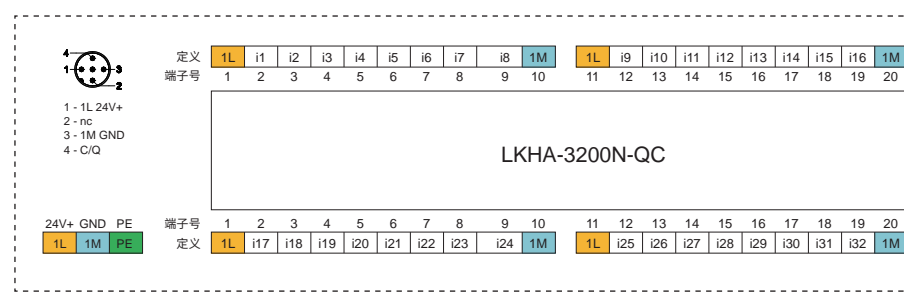 定义 1L i1 i2 i3 i4 i5 i6 i7 i8 1M 1L i9 i10 i11 i12 i13 i14 i15 i16 1M
端子号 1 2 3 4 5 6 7 8 9 10 11 12 13 14 15 16 17 18 19 20
4
1 3
2
1 - 1L 24V+
2 - nc
3 - 1M GND
4 - C/Q
LKHA-3200N-QC
24V+ GND PE
1L 1M PE
端子号 1 2 3 4 5 6 7 8 9 10 11 12 13 14 15 16 17 18 19 20
定义 1L i17 i18 i19 i20 i21 i22 i23 i24 1M 1L i25 i26 i27 i28 i29 i30 i31 i32 1M